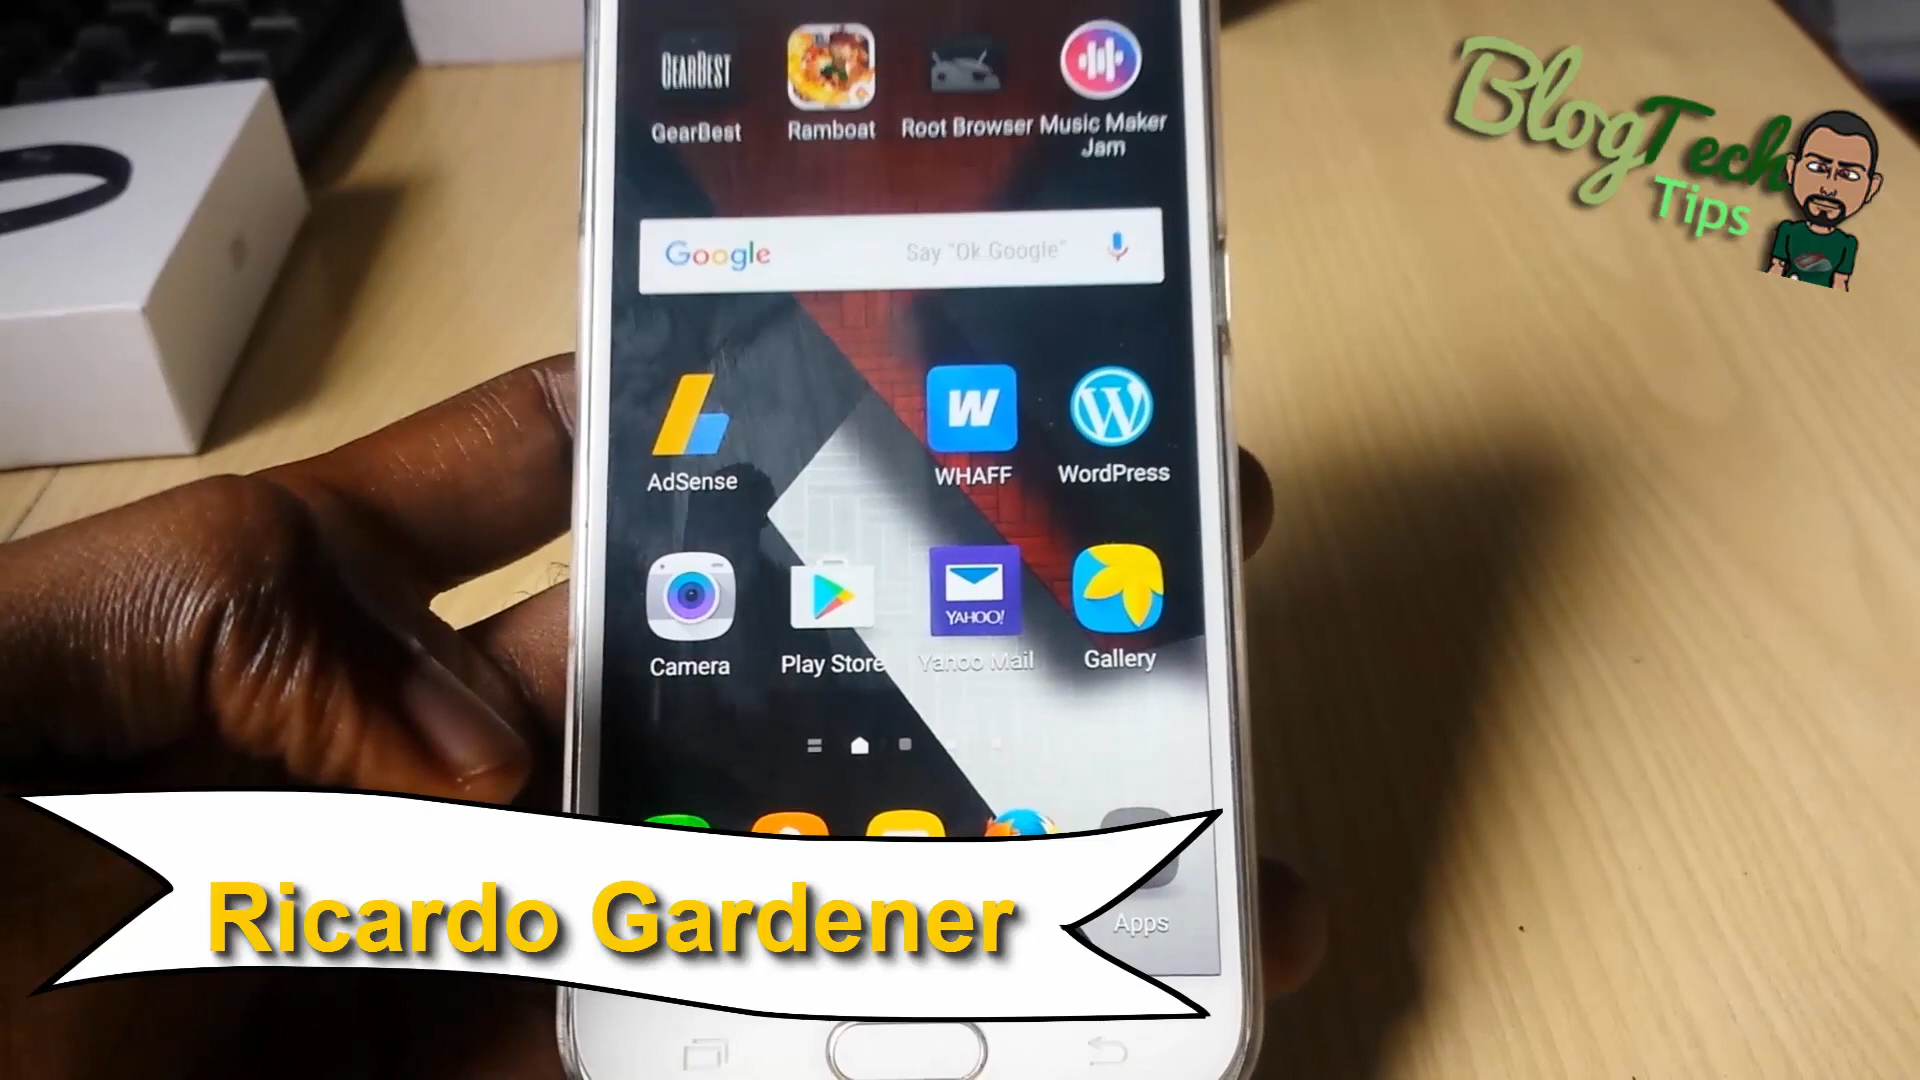 GEARBEST
GearBest Ramboat Root Browser Music Maker Jam
BlogTech
Tips
Google Say "Ok Google"
W
AdSense WHAFF WordPress
YAHOO!
Camera Play Store Yahoo Mail Gallery
Ricardo Gardener
Apps